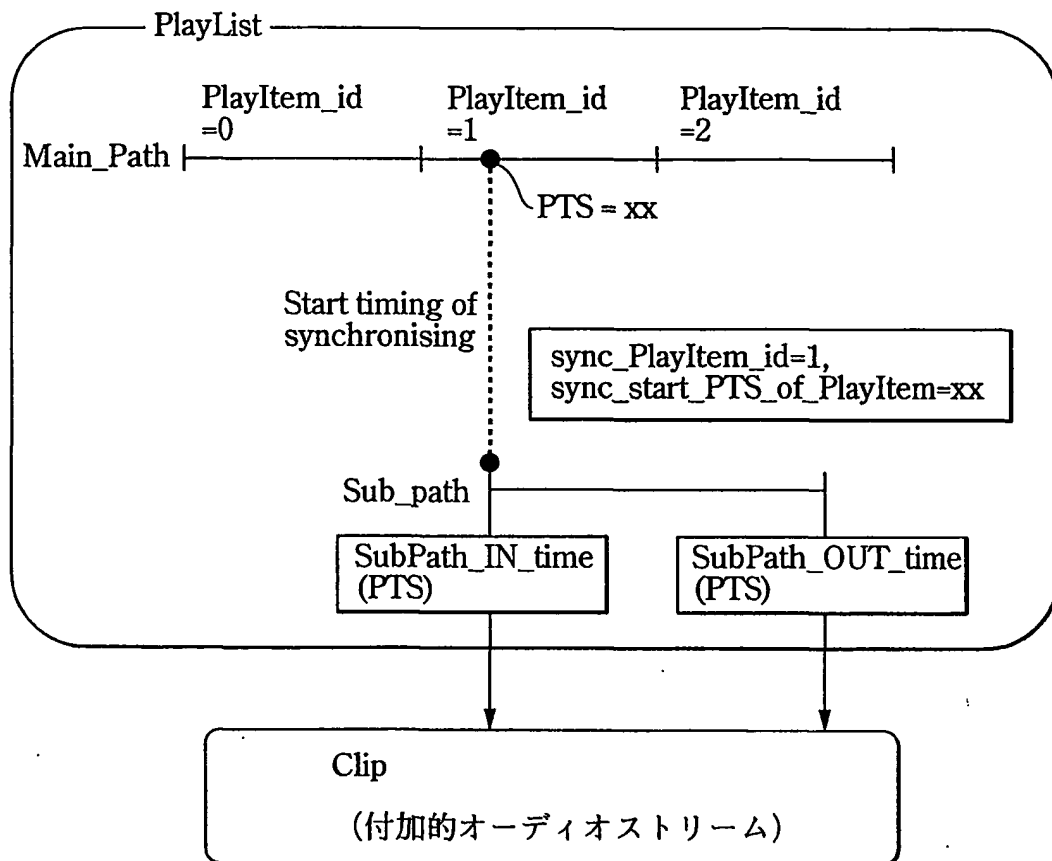 PlayList
PlayItem_id
=0
PlayItem_id
=1
PlayItem_id
=2
Main_Path
PTS = xx
Start timing of
synchronising
sync_PlayItem_id=1,
sync_start_PTS_of_PlayItem=xx
Sub_path
SubPath_IN_time
(PTS)
SubPath_OUT_time
(PTS)
Clip
(付加的オーディオストリーム)